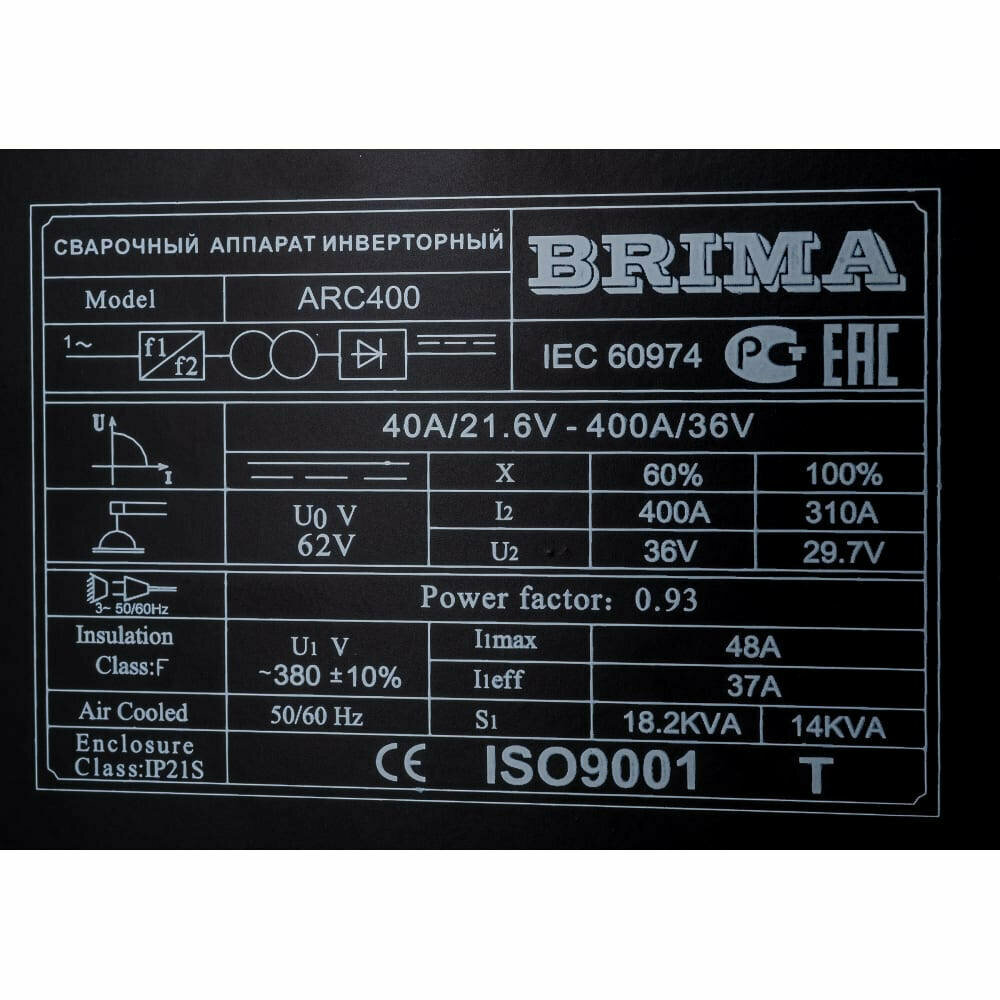 СВАРОЧНЫЙ АППАРАТ ИНВЕРТОРНЫЙ
BRIMA
Model
ARC400
1~
f1
f2
IEC 60974
РСТ
EAC
U
I
40A/21.6V - 400A/36V
X
60%
100%
U0 V
62V
I2
400A
310A
U2
36V
29.7V
3~ 50/60Hz
Power factor: 0.93
Insulation
Class:F
U1 V
~380 ±10%
I1max
48A
I1eff
37A
Air Cooled
50/60 Hz
S1
18.2KVA
14KVA
Enclosure
Class:IP21S
CE
ISO9001
T